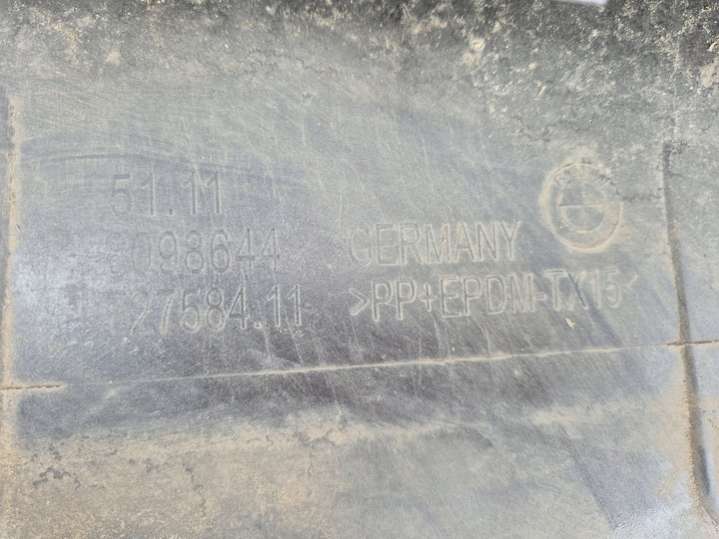 51.11
8098644
27584.11
GERMANY
>PP+EPDM-TX15<